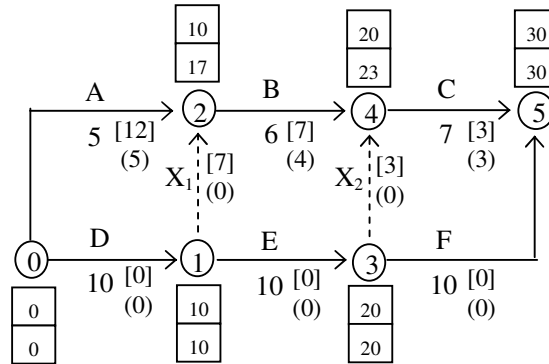 10 20 30
17 23 30
A B C
2 4 5
5 [12] 6 [7] 7 [3]
(5) (4) (3)
X1 [7] X2 [3]
(0) (0)
D E F
0 1 3
10 [0] 10 [0] 10 [0]
(0) (0) (0)
0 10 20
0 10 20